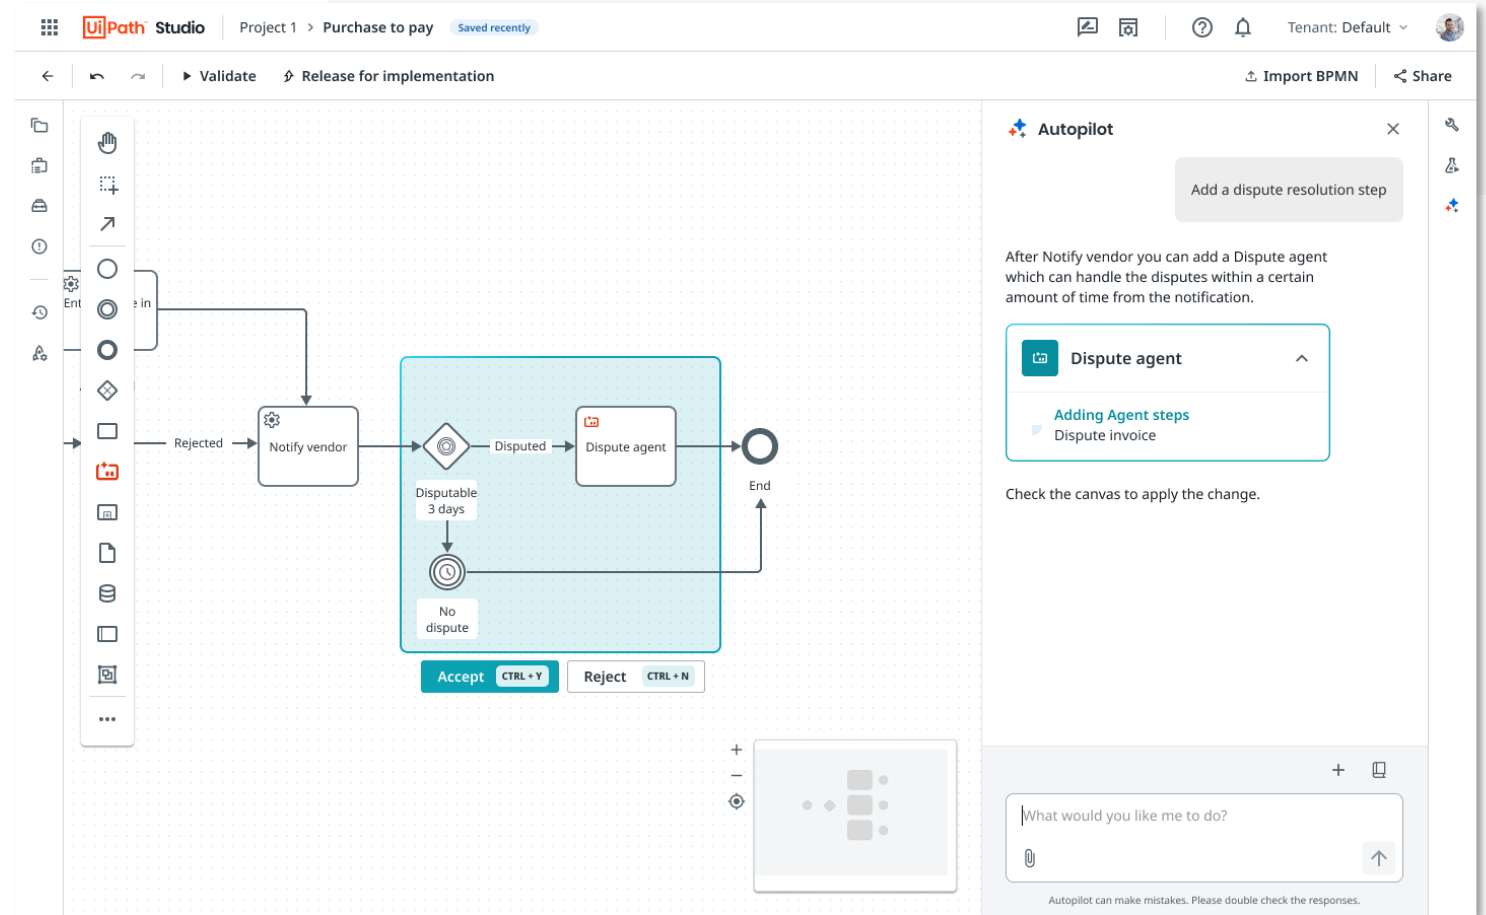 UiPath Studio
Project 1 > Purchase to pay
Saved recently
Tenant: Default
Validate
Release for implementation
Import BPMN
Share
Autopilot
Add a dispute resolution step
After Notify vendor you can add a Dispute agent
which can handle the disputes within a certain
amount of time from the notification.
Dispute agent
Adding Agent steps
Dispute invoice
Check the canvas to apply the change.
Ent
e in
Rejected
Notify vendor
Disputed
Dispute agent
End
Disputable
3 days
No
dispute
Accept CTRL + Y
Reject CTRL + N
What would you like me to do?
Autopilot can make mistakes. Please double check the responses.